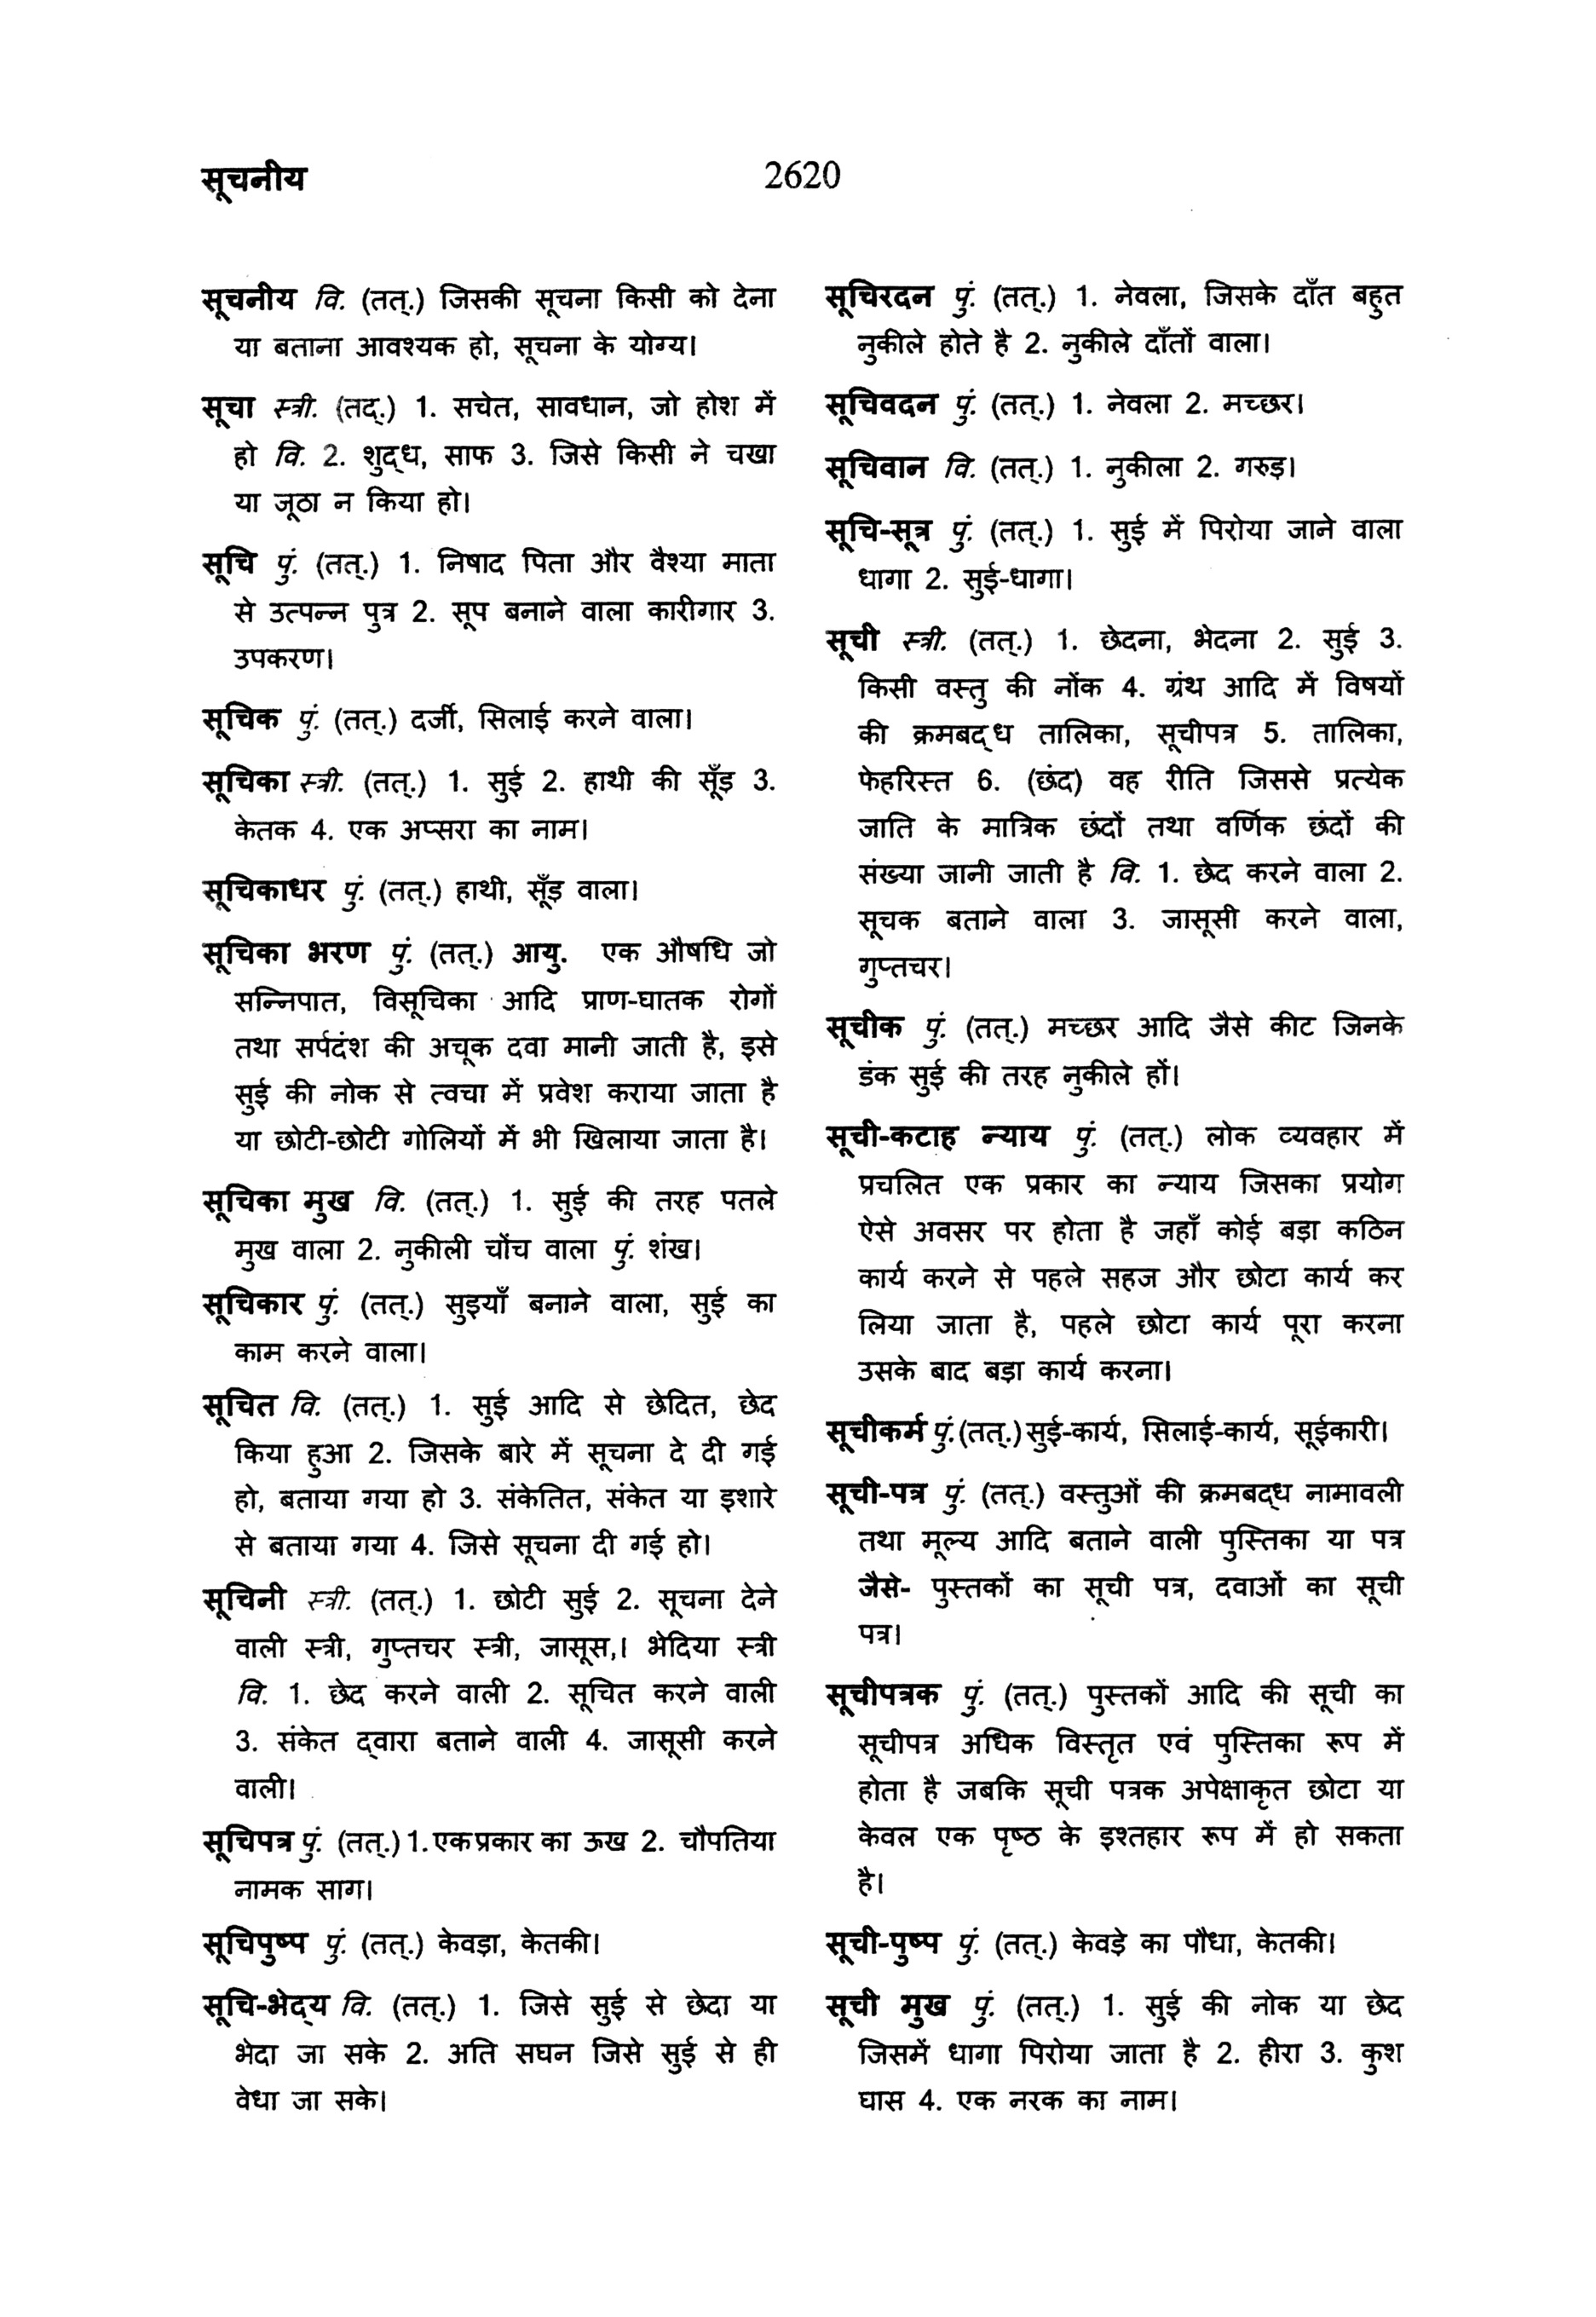 सूचनीय
2620
सूचनीय वि. (तत्.) जिसकी सूचना किसी को देना
या बताना आवश्यक हो, सूचना के योग्य।
सूचा स्त्री. (तद्.) 1. सचेत, सावधान, जो होश में
हो वि. 2. शुद्ध, साफ 3. जिसे किसी ने चखा
या जूठा न किया हो।
सूचि पुं. (तत्.) 1. निषाद पिता और वैश्या माता
से उत्पन्न पुत्र 2. सूप बनाने वाला कारीगार 3.
उपकरण।
सूचिक पुं. (तत्.) दर्जी, सिलाई करने वाला।
सूचिका स्त्री. (तत्.) 1. सुई 2. हाथी की सूँड़ 3.
केतक 4. एक अप्सरा का नाम।
सूचिकाधर पुं. (तत्.) हाथी, सूँड़ वाला।
सूचिका भरण पुं. (तत्.) आयु. एक औषधि जो
सन्निपात, विसूचिका आदि प्राण-घातक रोगों
तथा सर्पदंश की अचूक दवा मानी जाती है, इसे
सुई की नोक से त्वचा में प्रवेश कराया जाता है
या छोटी-छोटी गोलियों में भी खिलाया जाता है।
सूचिका मुख वि. (तत्.) 1. सुई की तरह पतले
मुख वाला 2. नुकीली चोंच वाला पुं. शंख।
सूचिकार पुं. (तत्.) सुइयाँ बनाने वाला, सुई का
काम करने वाला।
सूचित वि. (तत्.) 1. सुई आदि से छेदित, छेद
किया हुआ 2. जिसके बारे में सूचना दे दी गई
हो, बताया गया हो 3. संकेतित, संकेत या इशारे
से बताया गया 4. जिसे सूचना दी गई हो।
सूचिनी स्त्री. (तत्.) 1. छोटी सुई 2. सूचना देने
वाली स्त्री, गुप्तचर स्त्री, जासूस,। भेदिया स्त्री
वि. 1. छेद करने वाली 2. सूचित करने वाली
3. संकेत द्वारा बताने वाली 4. जासूसी करने
वाली।
सूचिपत्र पुं. (तत्.) 1. एक प्रकार का ऊख 2. चौपतिया
नामक साग।
सूचिपुष्प पुं. (तत्.) केवड़ा, केतकी।
सूचि-भेद्य वि. (तत्.) 1. जिसे सुई से छेदा या
भेदा जा सके 2. अति सघन जिसे सुई से ही
वेधा जा सके।
सूचिरदन पुं. (तत्.) 1. नेवला, जिसके दाँत बहुत
नुकीले होते है 2. नुकीले दाँतों वाला।
सूचिवदन पुं. (तत्.) 1. नेवला 2. मच्छर।
सूचिवान वि. (तत्.) 1. नुकीला 2. गरुड़।
सूचि-सूत्र पुं. (तत्.) 1. सुई में पिरोया जाने वाला
धागा 2. सुई-धागा।
सूची स्त्री. (तत्.) 1. छेदना, भेदना 2. सुई 3.
किसी वस्तु की नोंक 4. ग्रंथ आदि में विषयों
की क्रमबद्ध तालिका, सूचीपत्र 5. तालिका,
फेहरिस्त 6. (छंद) वह रीति जिससे प्रत्येक
जाति के मात्रिक छंदों तथा वर्णिक छंदों की
संख्या जानी जाती है वि. 1. छेद करने वाला 2.
सूचक बताने वाला 3. जासूसी करने वाला,
गुप्तचर।
सूचीक पुं. (तत्.) मच्छर आदि जैसे कीट जिनके
डंक सुई की तरह नुकीले हों।
सूची-कटाह न्याय पुं. (तत्.) लोक व्यवहार में
प्रचलित एक प्रकार का न्याय जिसका प्रयोग
ऐसे अवसर पर होता है जहाँ कोई बड़ा कठिन
कार्य करने से पहले सहज और छोटा कार्य कर
लिया जाता है, पहले छोटा कार्य पूरा करना
उसके बाद बड़ा कार्य करना।
सूचीकर्म पुं. (तत्.) सुई-कार्य, सिलाई-कार्य, सूईकारी।
सूची-पत्र पुं. (तत्.) वस्तुओं की क्रमबद्ध नामावली
तथा मूल्य आदि बताने वाली पुस्तिका या पत्र
जैसे- पुस्तकों का सूची पत्र, दवाओं का सूची
पत्र।
सूचीपत्रक पुं. (तत्.) पुस्तकों आदि की सूची का
सूचीपत्र अधिक विस्तृत एवं पुस्तिका रूप में
होता है जबकि सूची पत्रक अपेक्षाकृत छोटा या
केवल एक पृष्ठ के इश्तहार रूप में हो सकता
है।
सूची-पुष्प पुं. (तत्.) केवड़े का पौधा, केतकी।
सूची मुख पुं. (तत्.) 1. सुई की नोक या छेद
जिसमें धागा पिरोया जाता है 2. हीरा 3. कुश
घास 4. एक नरक का नाम।